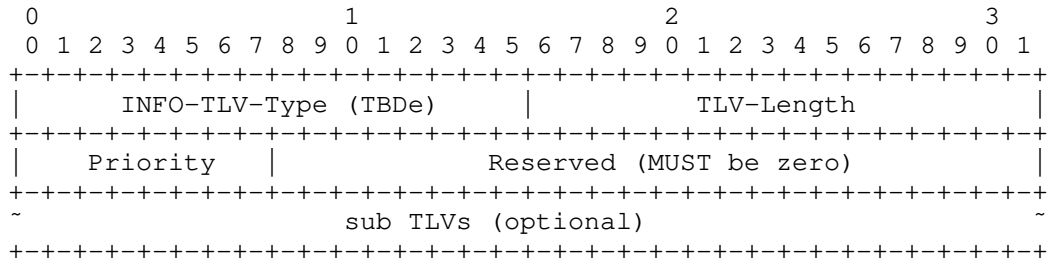 0                   1                   2                   3
 0 1 2 3 4 5 6 7 8 9 0 1 2 3 4 5 6 7 8 9 0 1 2 3 4 5 6 7 8 9 0 1
+-+-+-+-+-+-+-+-+-+-+-+-+-+-+-+-+-+-+-+-+-+-+-+-+-+-+-+-+-+-+-+-+
|      INFO-TLV-Type (TBDe)     |          TLV-Length           |
+-+-+-+-+-+-+-+-+-+-+-+-+-+-+-+-+-+-+-+-+-+-+-+-+-+-+-+-+-+-+-+-+
|    Priority   |             Reserved (MUST be zero)           |
+-+-+-+-+-+-+-+-+-+-+-+-+-+-+-+-+-+-+-+-+-+-+-+-+-+-+-+-+-+-+-+-+
~                    sub TLVs (optional)                        ~
+-+-+-+-+-+-+-+-+-+-+-+-+-+-+-+-+-+-+-+-+-+-+-+-+-+-+-+-+-+-+-+-+